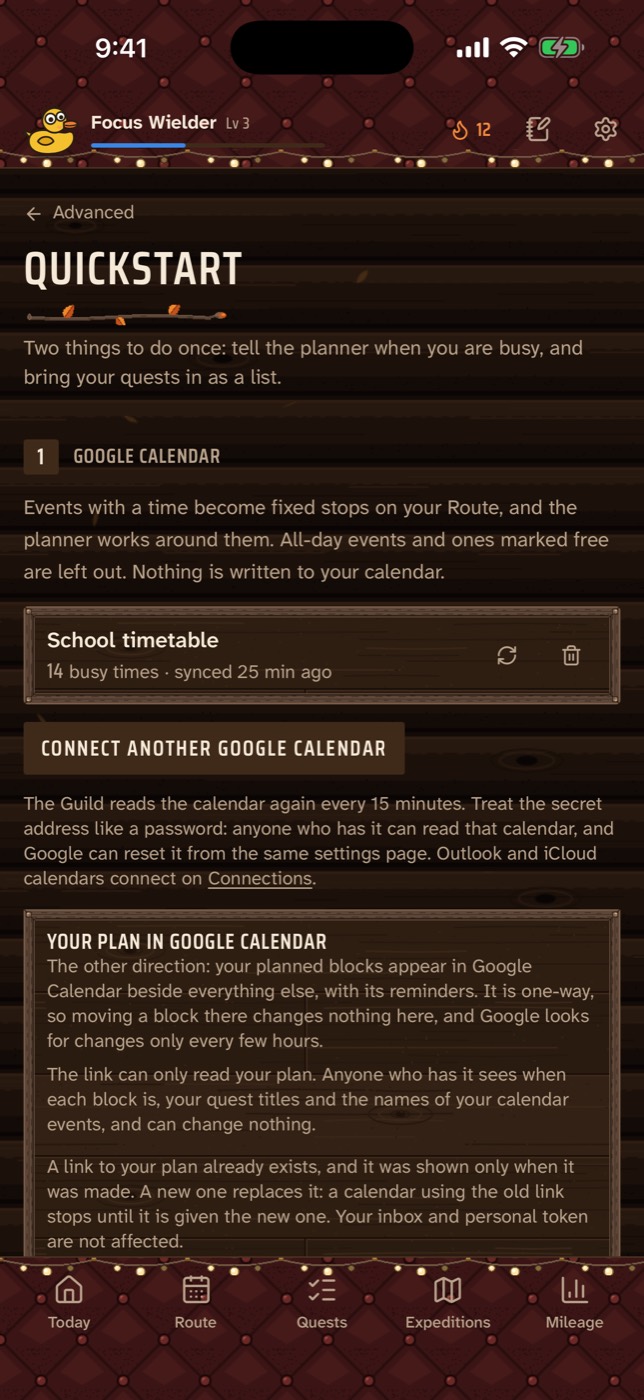 9:41
Focus Wielder Lv 3
12
Advanced
QUICKSTART
Two things to do once: tell the planner when you are busy, and
bring your quests in as a list.
1 GOOGLE CALENDAR
Events with a time become fixed stops on your Route, and the
planner works around them. All-day events and ones marked free
are left out. Nothing is written to your calendar.
School timetable
14 busy times · synced 25 min ago
CONNECT ANOTHER GOOGLE CALENDAR
The Guild reads the calendar again every 15 minutes. Treat the secret
address like a password: anyone who has it can read that calendar, and
Google can reset it from the same settings page. Outlook and iCloud
calendars connect on Connections.
YOUR PLAN IN GOOGLE CALENDAR
The other direction: your planned blocks appear in Google
Calendar beside everything else, with its reminders. It is one-way,
so moving a block there changes nothing here, and Google looks
for changes only every few hours.
The link can only read your plan. Anyone who has it sees when
each block is, your quest titles and the names of your calendar
events, and can change nothing.
A link to your plan already exists, and it was shown only when it
was made. A new one replaces it: a calendar using the old link
stops until it is given the new one. Your inbox and personal token
are not affected.
Today
Route
Quests
Expeditions
Mileage